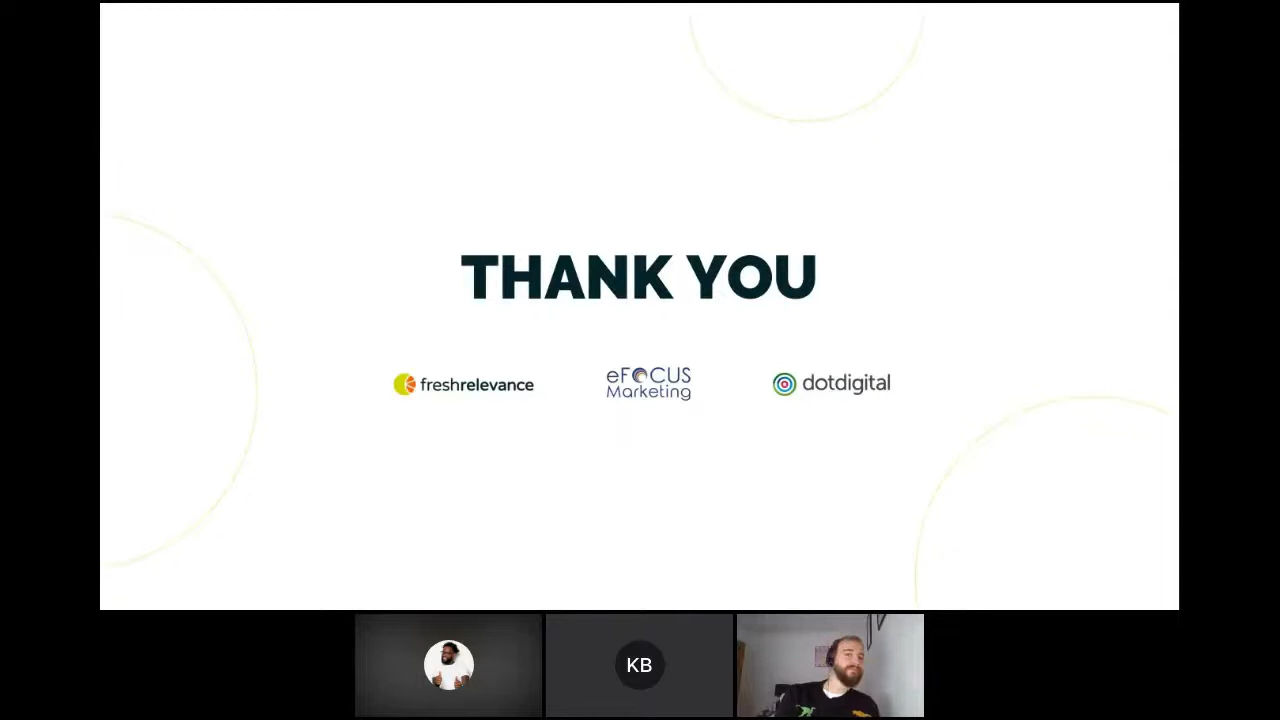 THANK YOU
freshrelevance
eFOCUS
Marketing
dotdigital
KB